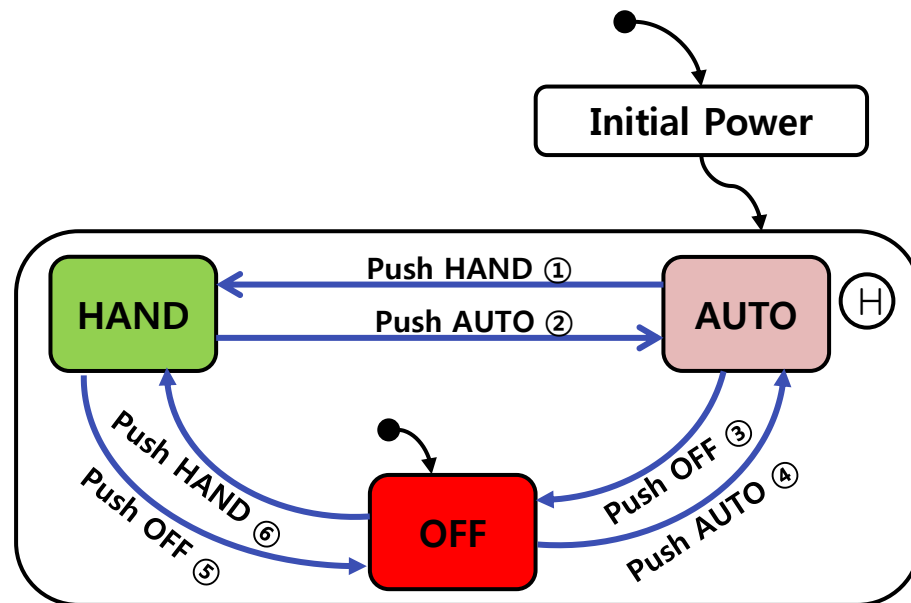 Initial Power
Push HAND ①
HAND
AUTO
H
Push AUTO ②
Push HAND ⑥
Push OFF ⑤
OFF
Push OFF ③
Push AUTO ④